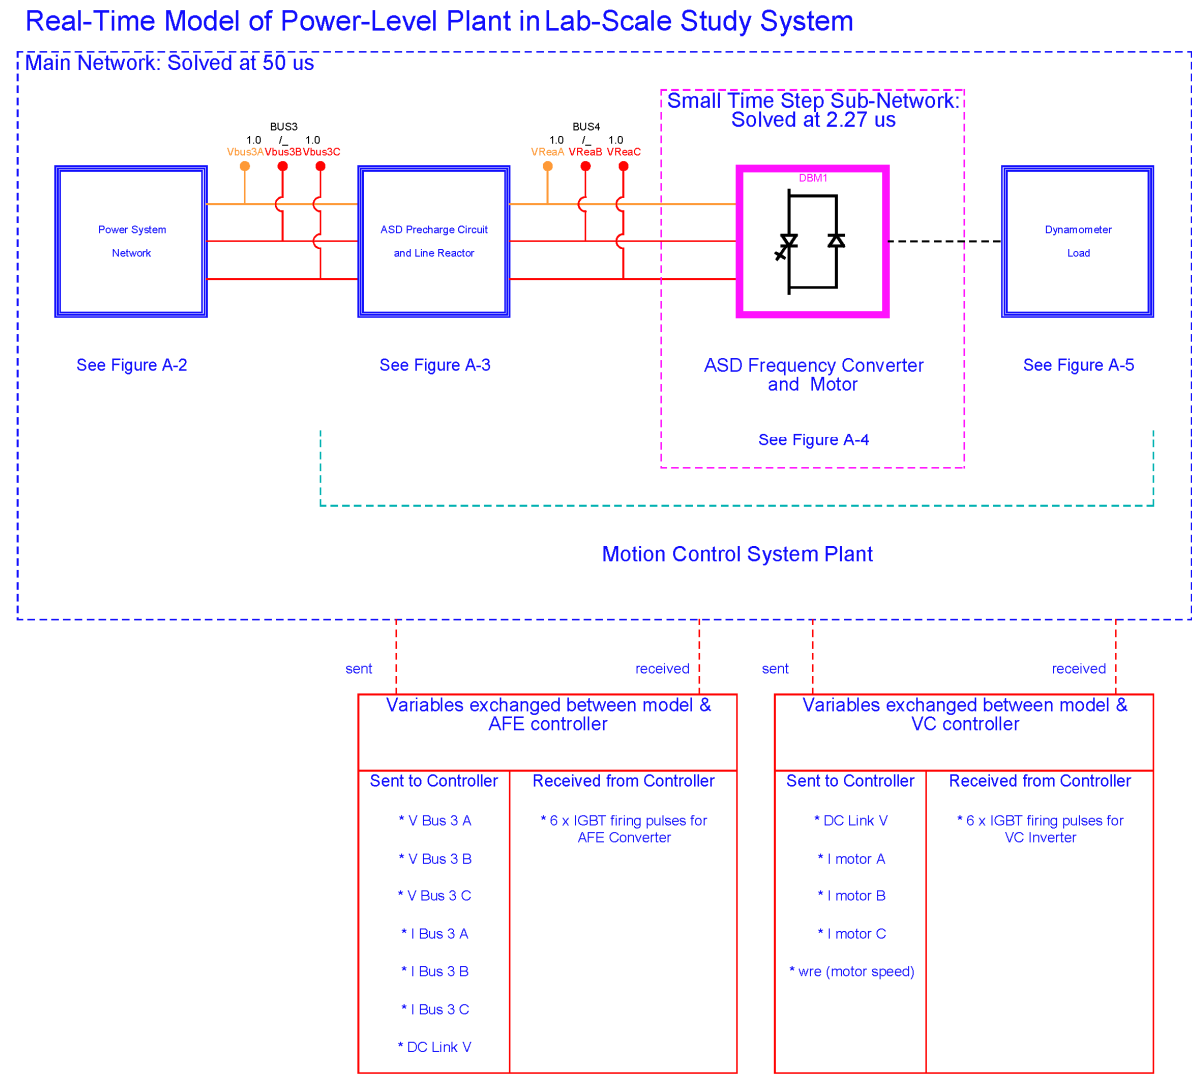 Real-Time Model of Power-Level Plant in Lab-Scale Study System
Main Network: Solved at 50 us
Small Time Step Sub-Network:
Solved at 2.27 us
BUS3
1.0 /_ 1.0
Vbus3A Vbus3B Vbus3C
BUS4
1.0 /_ 1.0
VReaA VReaB VReaC
DBM1
Power System
Network
ASD Precharge Circuit
and Line Reactor
Dynamometer
Load
See Figure A-2
See Figure A-3
ASD Frequency Converter
and Motor
See Figure A-4
See Figure A-5
Motion Control System Plant
sent
received
sent
received
Variables exchanged between model &
AFE controller
Sent to Controller
* V Bus 3 A
* V Bus 3 B
* V Bus 3 C
* I Bus 3 A
* I Bus 3 B
* I Bus 3 C
* DC Link V
Received from Controller
* 6 x IGBT firing pulses for
AFE Converter
Variables exchanged between model &
VC controller
Sent to Controller
* DC Link V
* I motor A
* I motor B
* I motor C
* wre (motor speed)
Received from Controller
* 6 x IGBT firing pulses for
VC Inverter